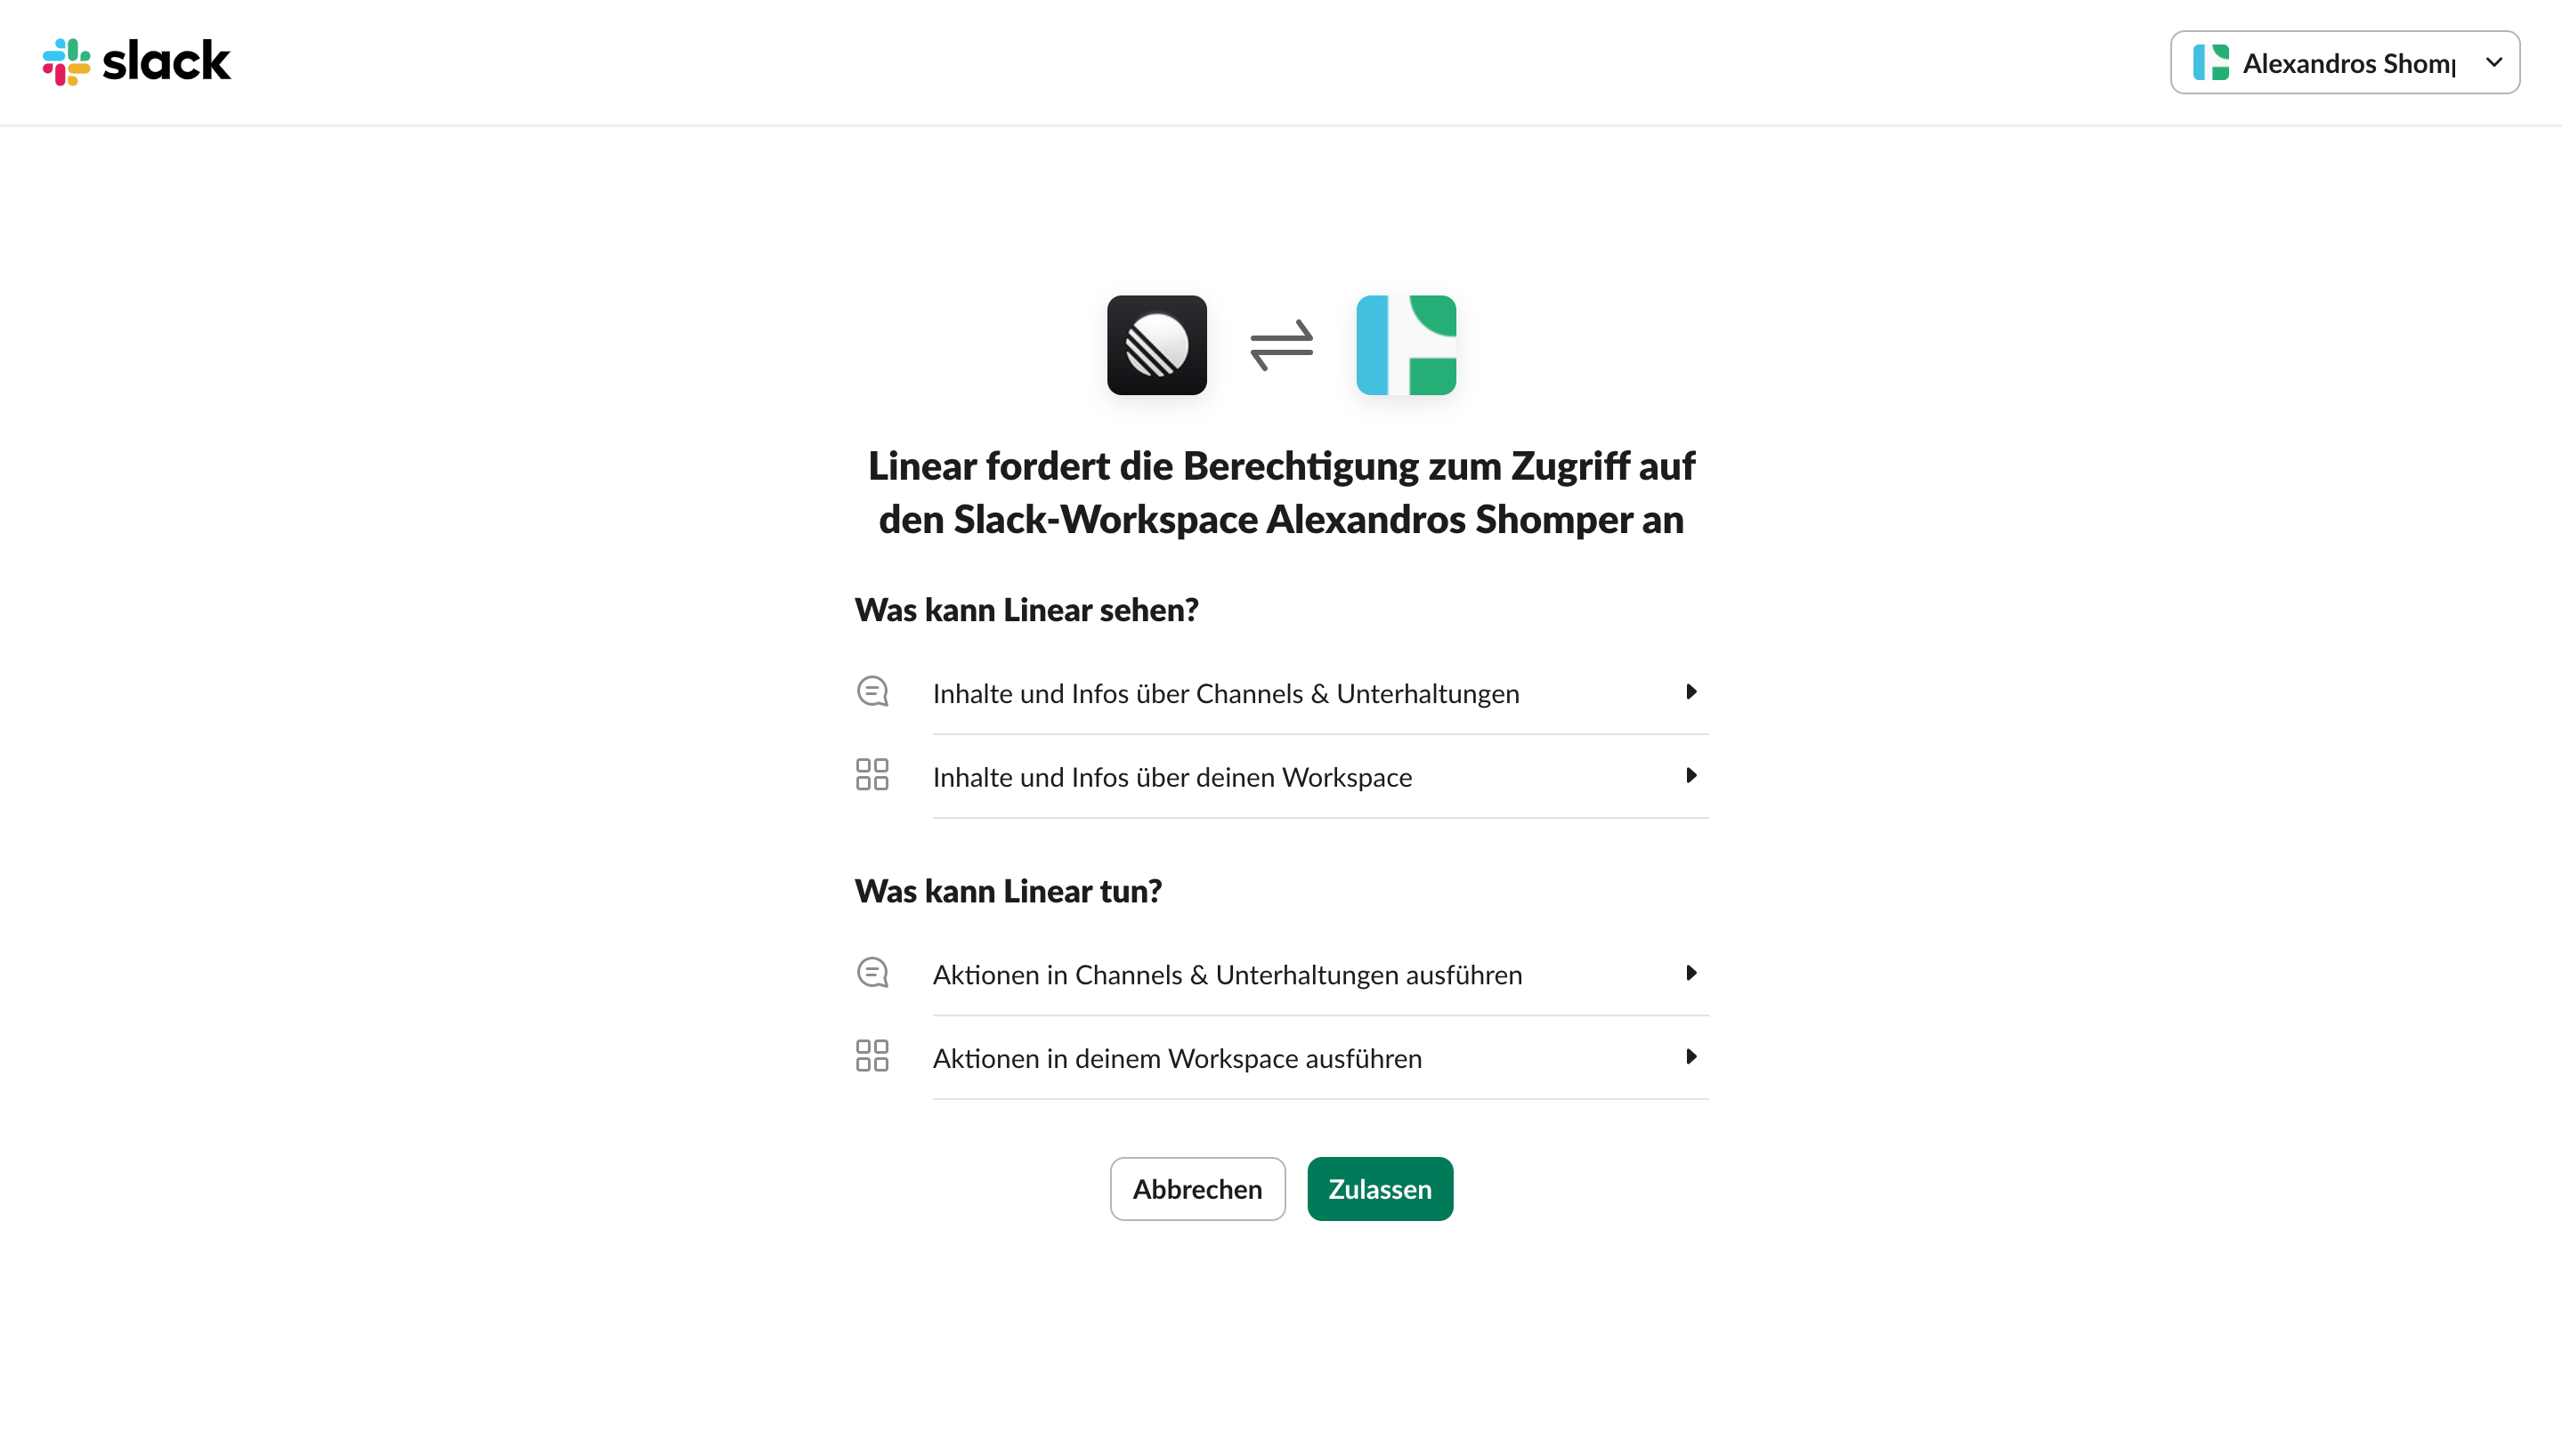 slack
Alexandros Shom
Linear fordert die Berechtigung zum Zugriff auf
den Slack-Workspace Alexandros Shomper an
Was kann Linear sehen?
Inhalte und Infos über Channels & Unterhaltungen
Inhalte und Infos über deinen Workspace
Was kann Linear tun?
Aktionen in Channels & Unterhaltungen ausführen
Aktionen in deinem Workspace ausführen
Abbrechen
Zulassen